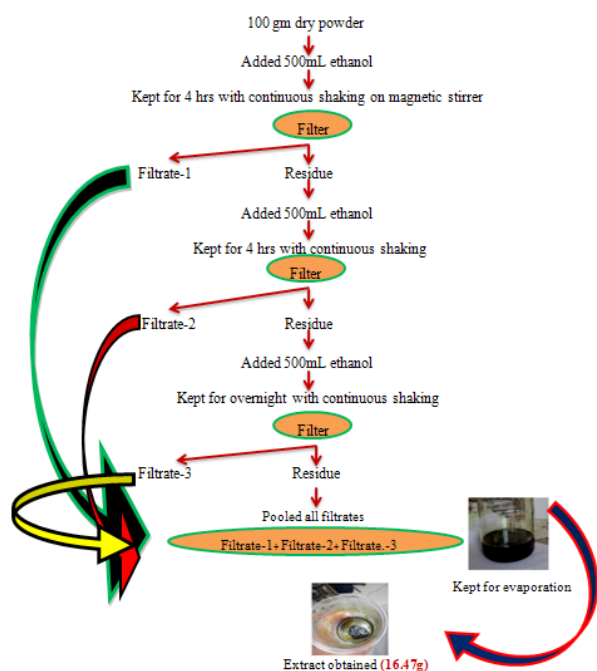 100 gm dry powder
Added 500mL ethanol
Kept for 4 hrs with continuous shaking on magnetic stirrer
Filter
Filtrate-1
Residue
Added 500mL ethanol
Kept for 4 hrs with continuous shaking
Filter
Filtrate-2
Residue
Added 500mL ethanol
Kept for overnight with continuous shaking
Filter
Filtrate-3
Residue
Pooled all filtrates
Filtrate-1+Filtrate-2+Filtrate.-3
Kept for evaporation
Extract obtained (16.47g)